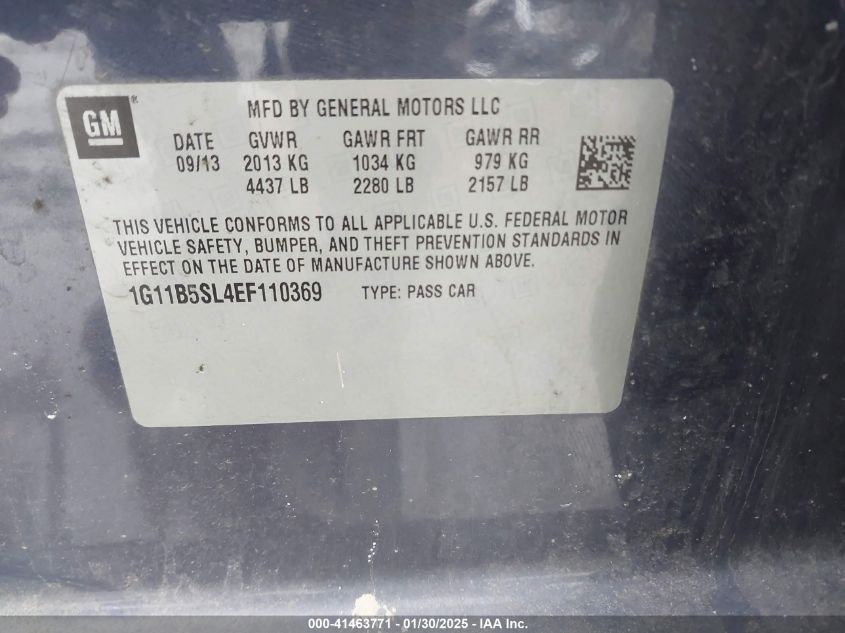 GM®
MFD BY GENERAL MOTORS LLC
DATE GVWR GAWR FRT GAWR RR
09/13 2013 KG 1034 KG 979 KG
4437 LB 2280 LB 2157 LB
THIS VEHICLE CONFORMS TO ALL APPLICABLE U.S. FEDERAL MOTOR
VEHICLE SAFETY, BUMPER, AND THEFT PREVENTION STANDARDS IN
EFFECT ON THE DATE OF MANUFACTURE SHOWN ABOVE.
1G11B5SL4EF110369 TYPE: PASS CAR
000-41463771 - 01/30/2025 - IAA Inc.